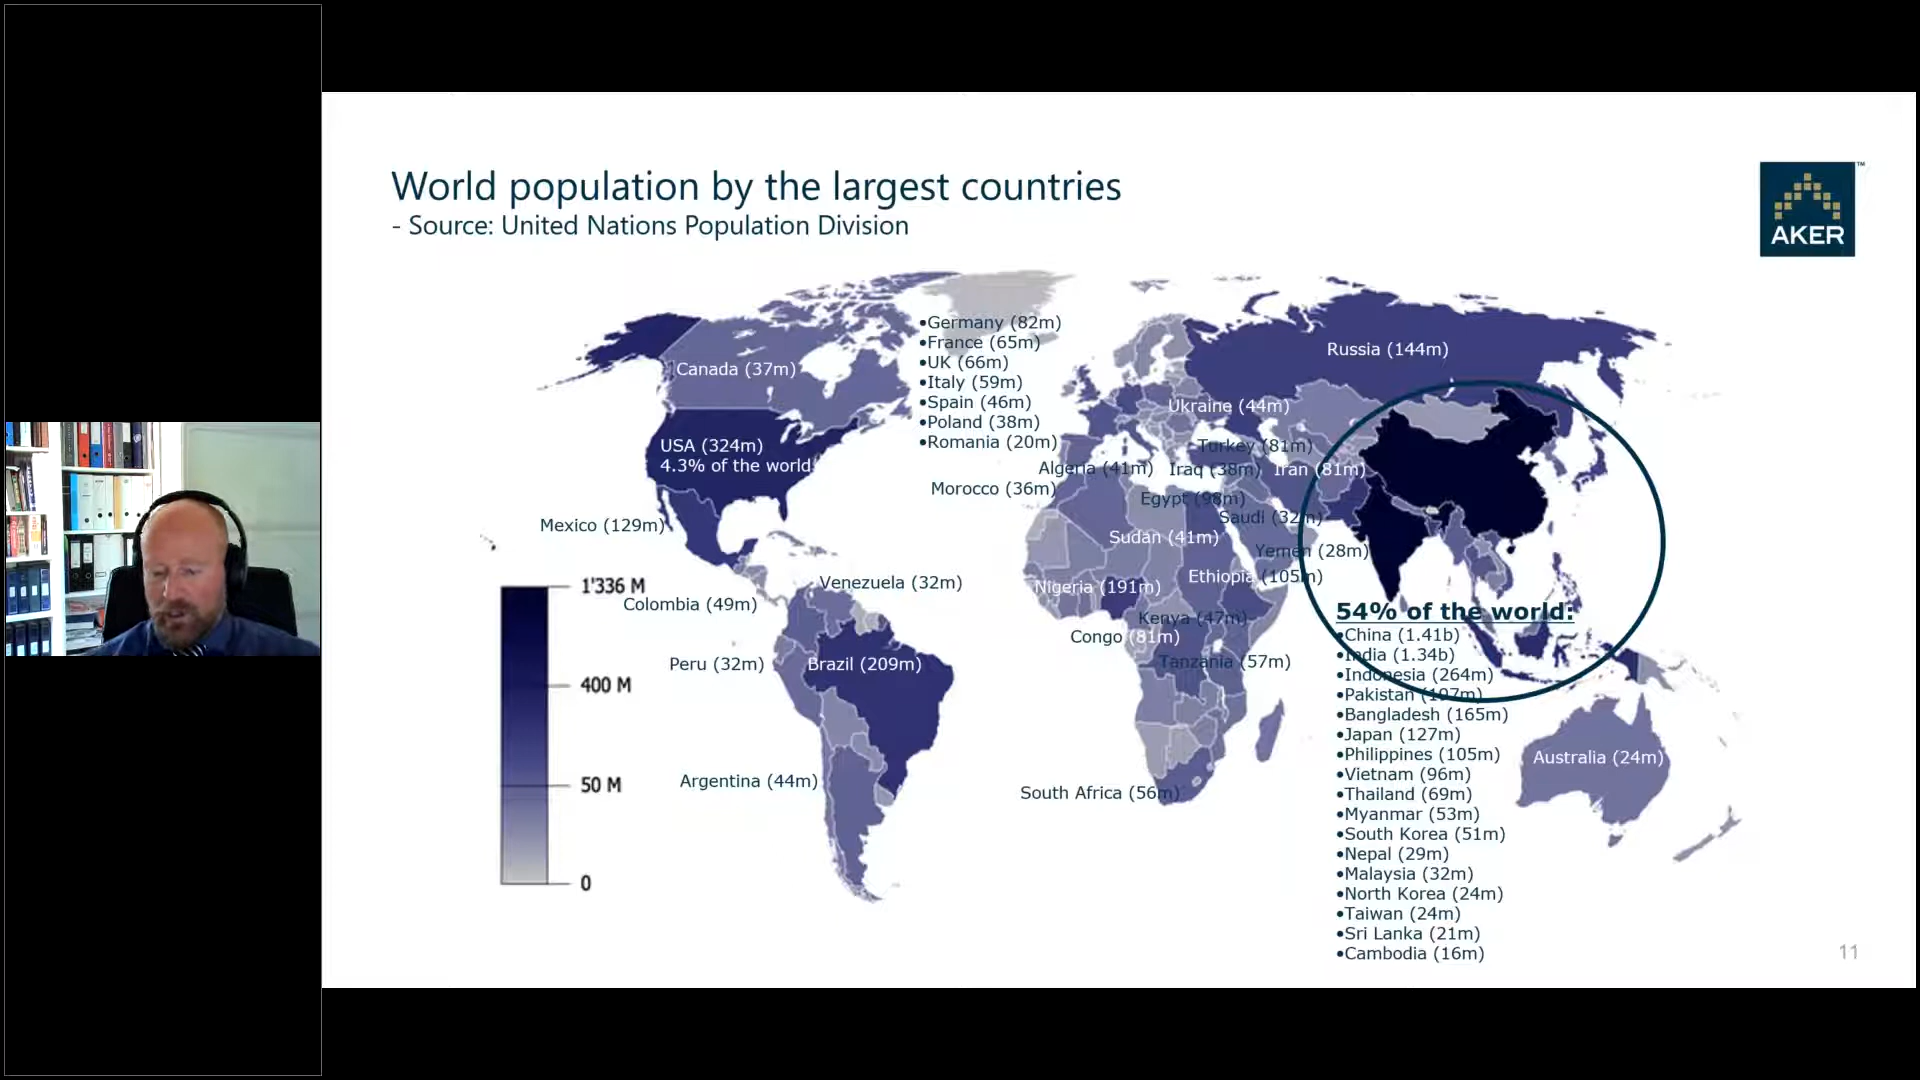 World population by the largest countries
- Source: United Nations Population Division
AKER
TM
•Germany (82m)
•France (65m)
•UK (66m)
•Italy (59m)
•Spain (46m)
•Poland (38m)
•Romania (20m)
Canada (37m)
Russia (144m)
Ukraine (44m)
USA (324m)
4.3% of the world
Turkey (81m)
Algeria (41m)
Iraq (38m)
Iran (81m)
Morocco (36m)
Egypt (98m)
Saudi (32m)
Mexico (129m)
Sudan (41m)
Yemen (28m)
Ethiopia (105m)
Nigeria (191m)
Venezuela (32m)
Colombia (49m)
Kenya (47m)
Congo (81m)
Tanzania (57m)
Peru (32m)
Brazil (209m)
Argentina (44m)
South Africa (56m)
Australia (24m)
1'336 M
400 M
50 M
0
54% of the world:
•China (1.41b)
•India (1.34b)
•Indonesia (264m)
•Pakistan (197m)
•Bangladesh (165m)
•Japan (127m)
•Philippines (105m)
•Vietnam (96m)
•Thailand (69m)
•Myanmar (53m)
•South Korea (51m)
•Nepal (29m)
•Malaysia (32m)
•North Korea (24m)
•Taiwan (24m)
•Sri Lanka (21m)
•Cambodia (16m)
11